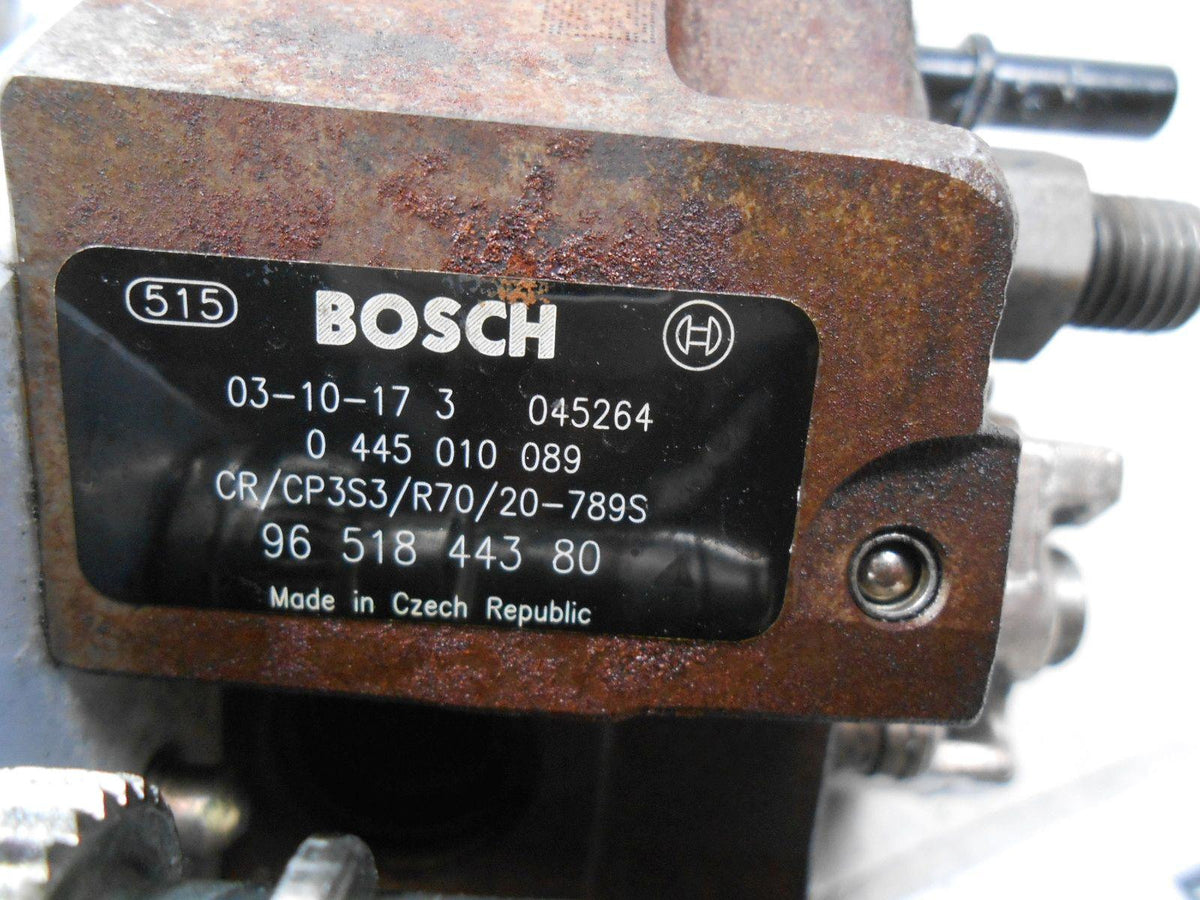 515 BOSCH
03-10-17 3 045264
0 445 010 089
CR/CP3S3/R70/20-789S
96 518 443 80
Made in Czech Republic